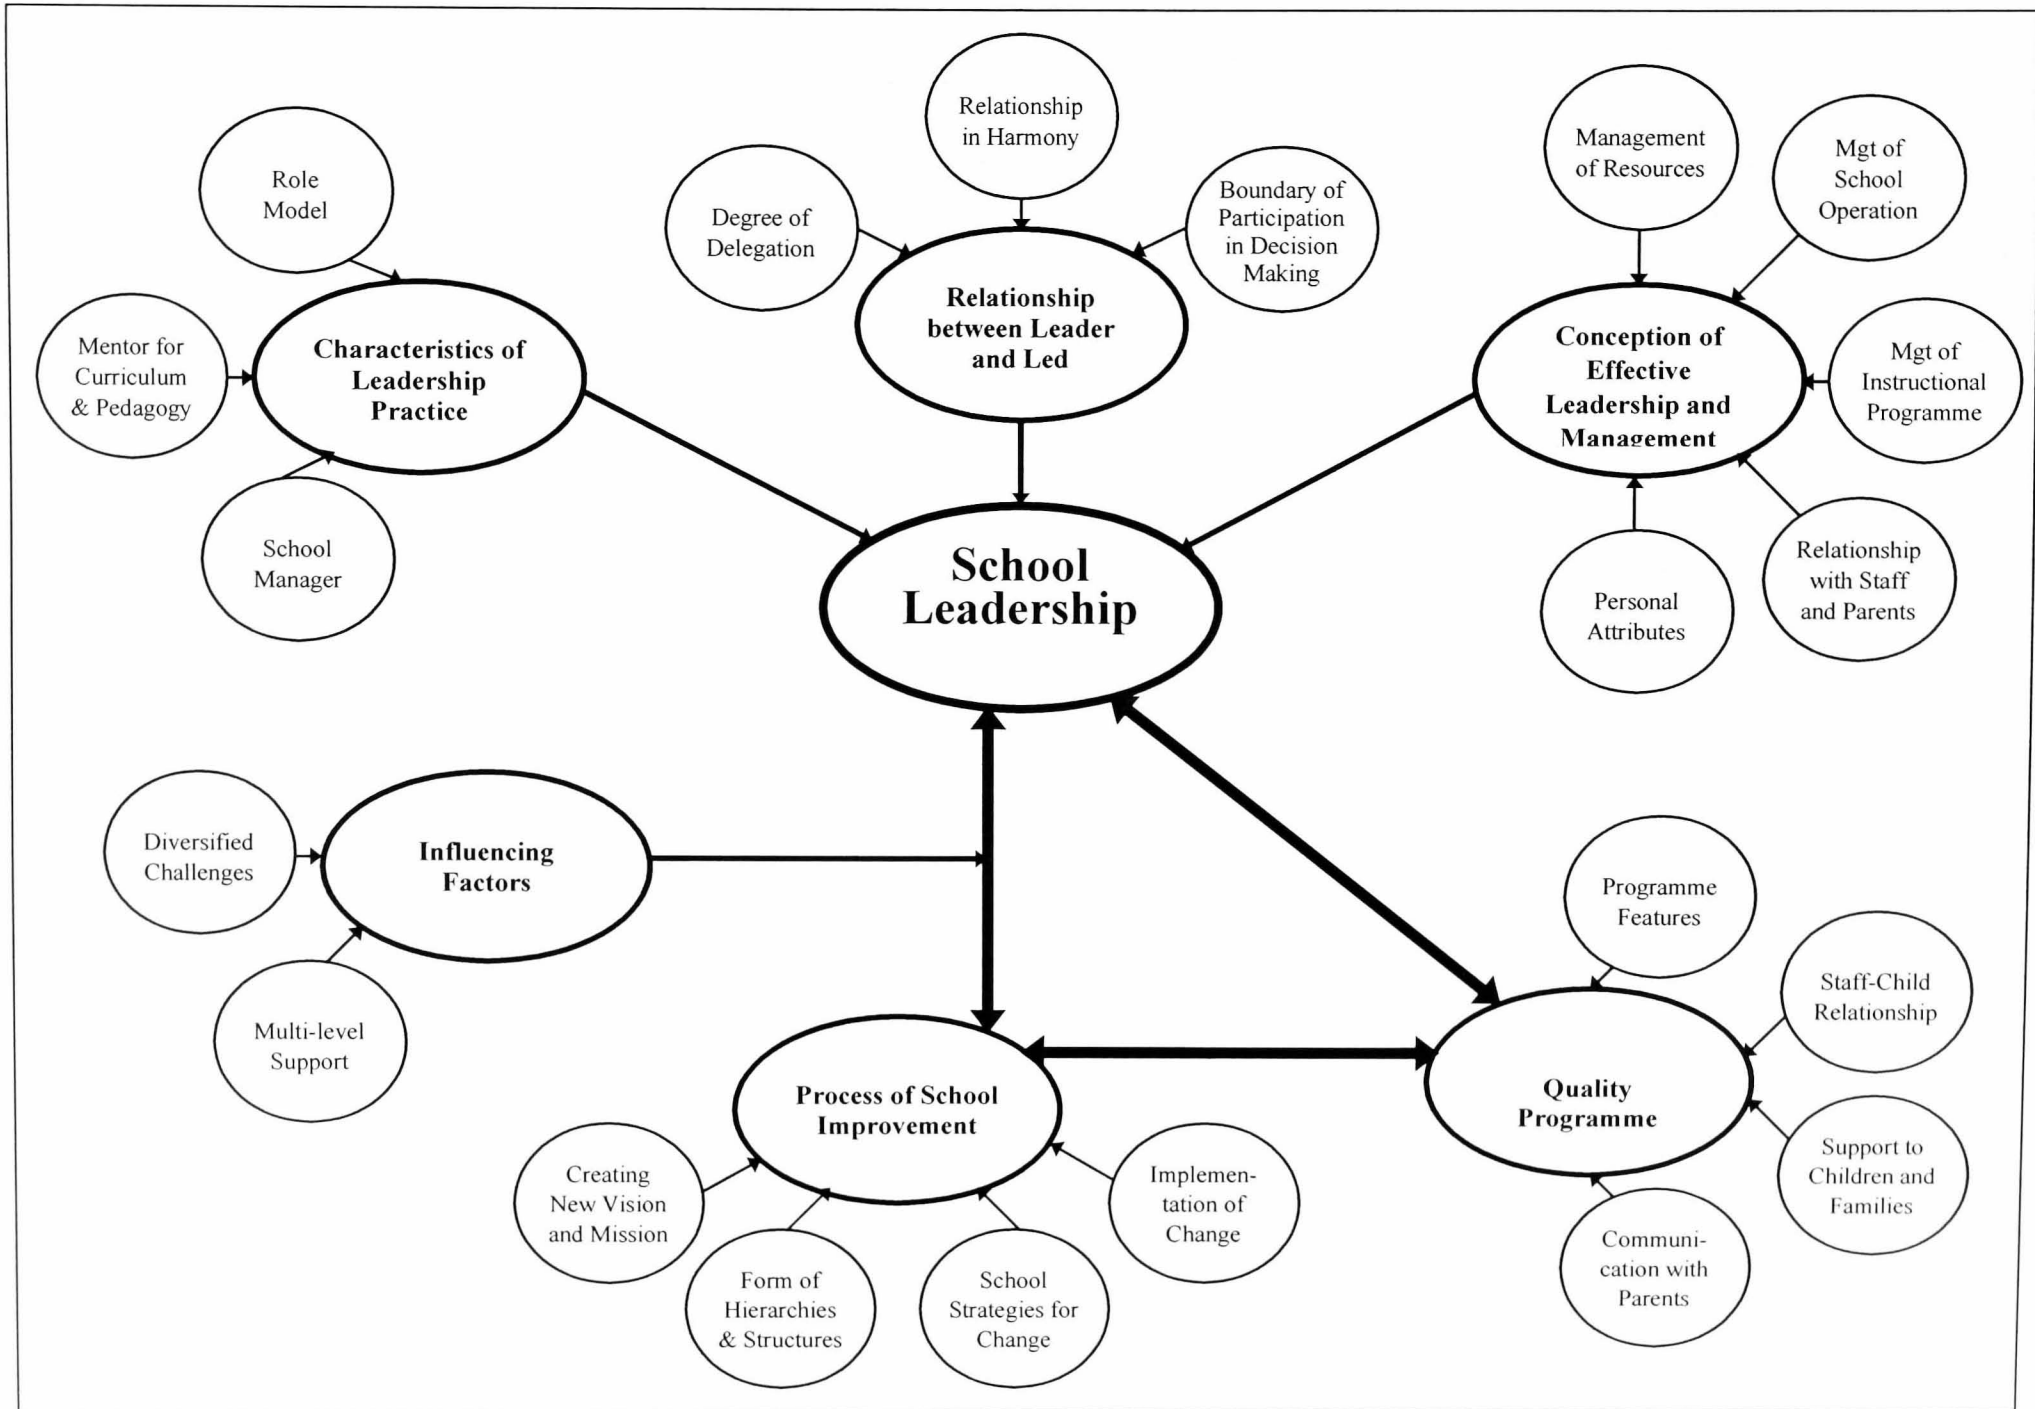 Relationship
in Harmony
Role
Model
Degree of
Delegation
Boundary of
Participation
in Decision
Making
Management
of Resources
Mgt of
School
Operation
Mentor for
Curriculum
& Pedagogy
Characteristics of
Leadership
Practice
Relationship
between Leader
and Led
Conception of
Effective
Leadership and
Management
Mgt of
Instructional
Programme
School
Manager
School
Leadership
Personal
Attributes
Relationship
with Staff
and Parents
Diversified
Challenges
Influencing
Factors
Multi-level
Support
Programme
Features
Staff-Child
Relationship
Process of School
Improvement
Quality
Programme
Support to
Children and
Families
Creating
New Vision
and Mission
Form of
Hierarchies
& Structures
School
Strategies for
Change
Implemen-
tation of
Change
Communi-
cation with
Parents